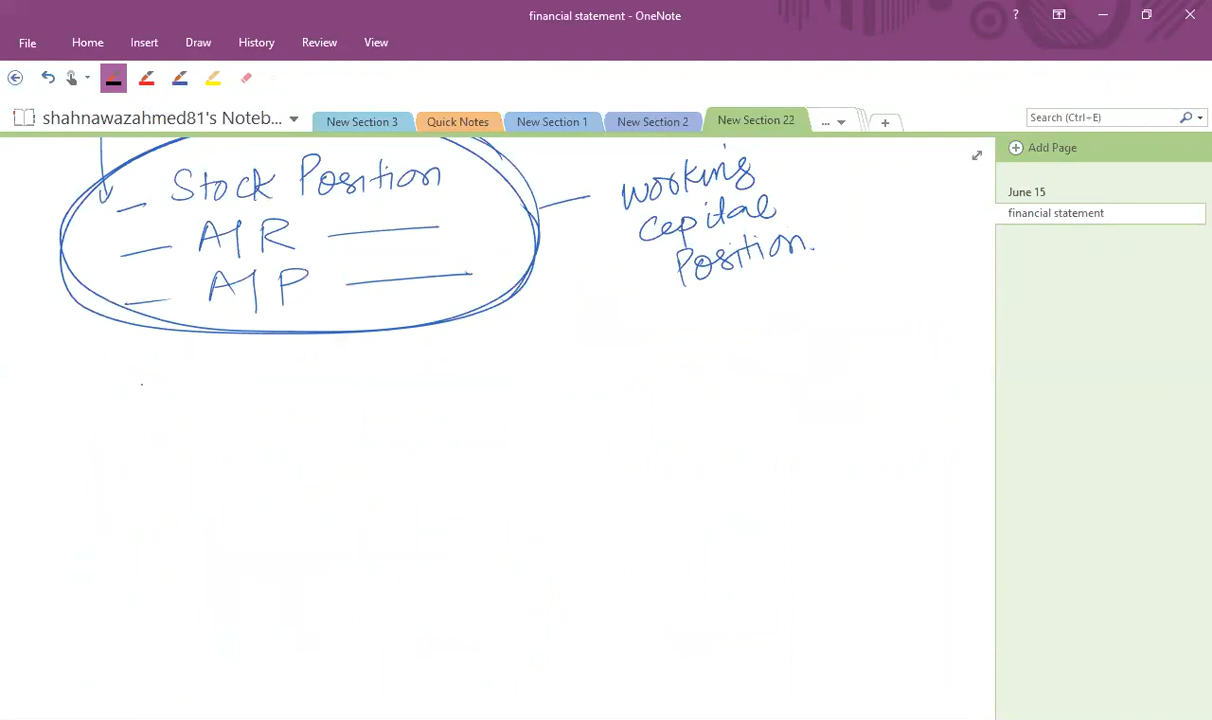 financial statement - OneNote
?
File
Home
Insert
Draw
History
Review
View
shahnawazahmed81's Noteb...
New Section 3
Quick Notes
New Section 1
New Section 2
New Section 22
...
Search (Ctrl+E)
Add Page
June 15
financial statement
- Stock Position
- A/R —
- A/P —
working
capital
Position.